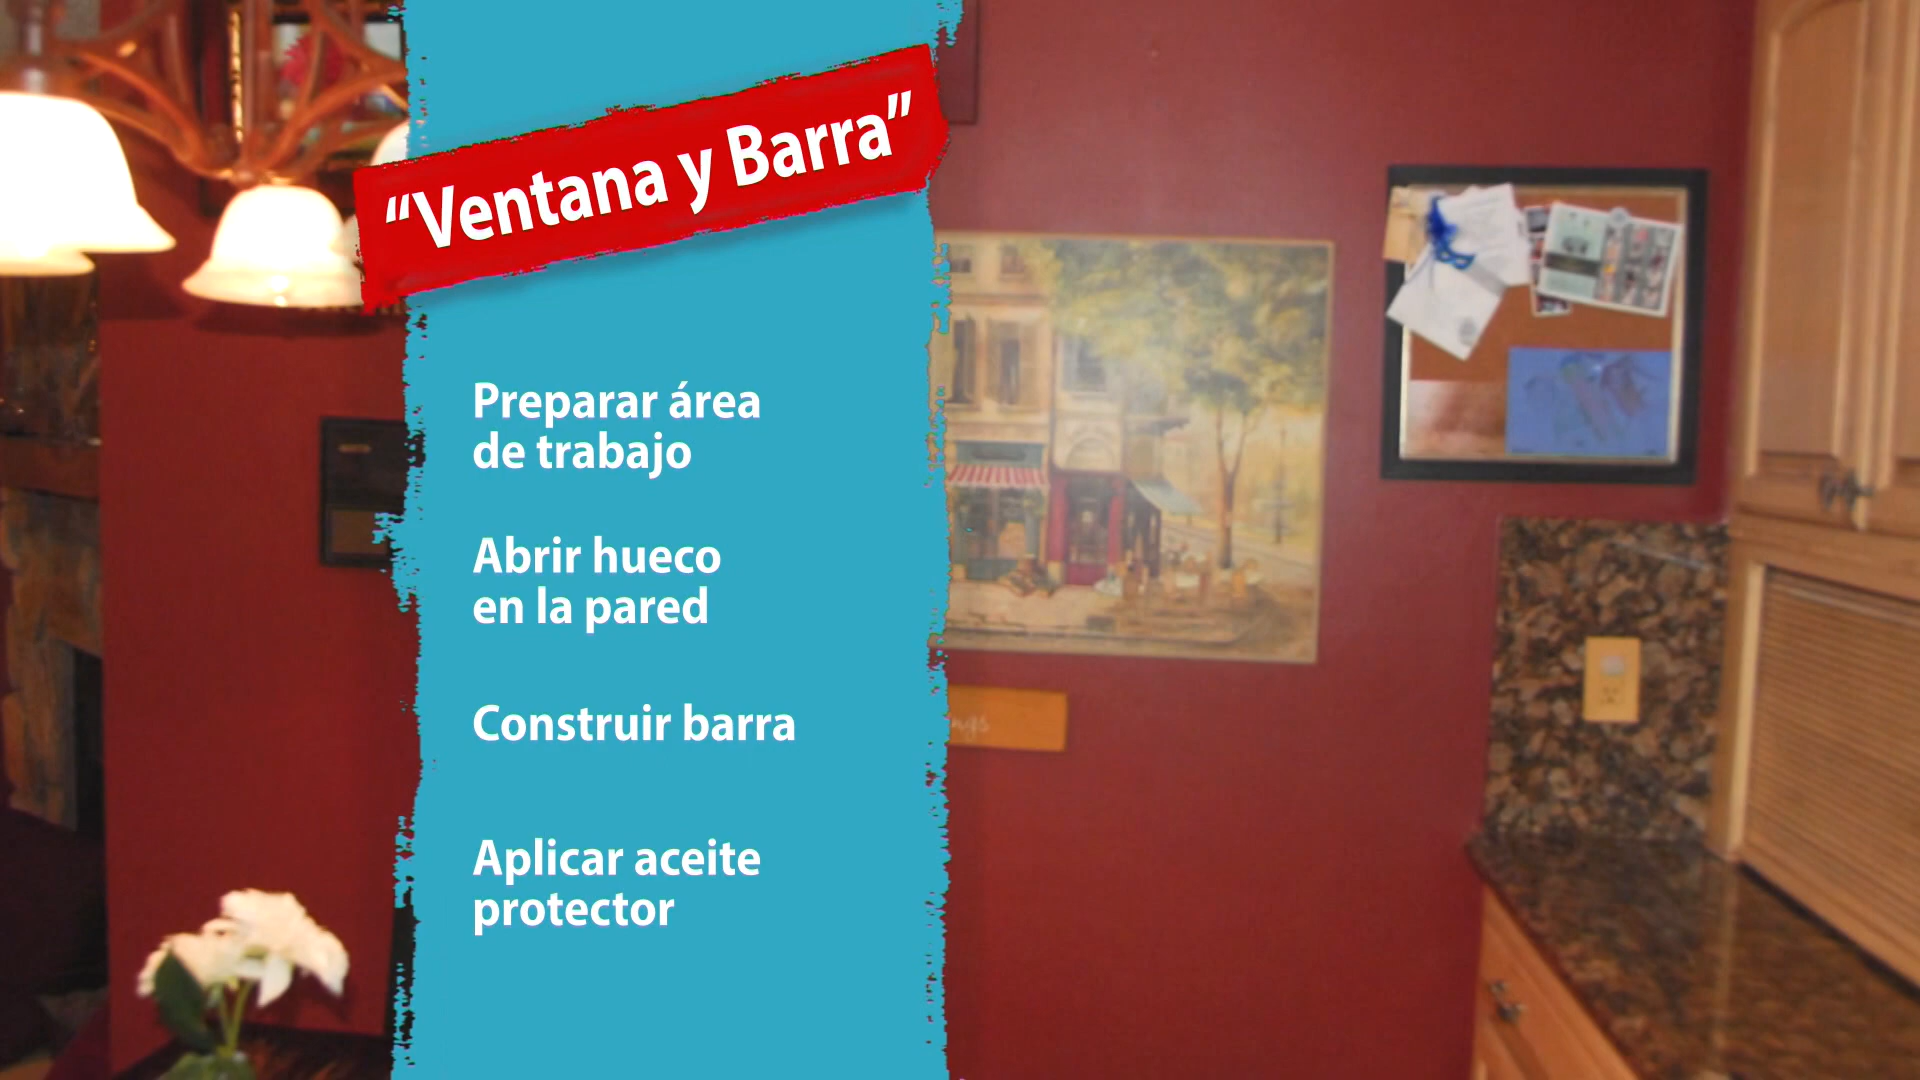 “Ventana y Barra”
Preparar área
de trabajo
Abrir hueco
en la pared
Construir barra
Aplicar aceite
protector